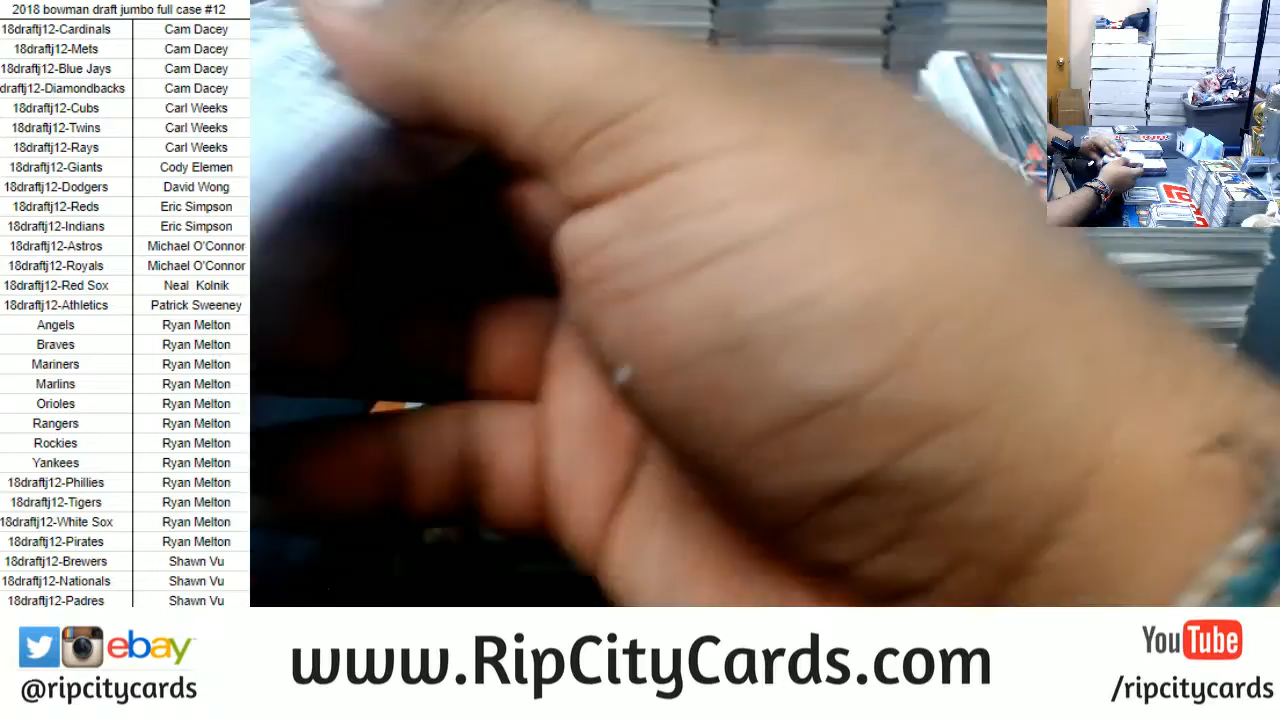 2018 bowman draft jumbo full case #12
18draftj12-Cardinals Cam Dacey
18draftj12-Mets Cam Dacey
18draftj12-Blue Jays Cam Dacey
draftj12-Diamondbacks Cam Dacey
18draftj12-Cubs Carl Weeks
18draftj12-Twins Carl Weeks
18draftj12-Rays Carl Weeks
18draftj12-Giants Cody Elemen
18draftj12-Dodgers David Wong
18draftj12-Reds Eric Simpson
18draftj12-Indians Eric Simpson
18draftj12-Astros Michael O'Connor
18draftj12-Royals Michael O'Connor
18draftj12-Red Sox Neal Kolnik
18draftj12-Athletics Patrick Sweeney
Angels Ryan Melton
Braves Ryan Melton
Mariners Ryan Melton
Marlins Ryan Melton
Orioles Ryan Melton
Rangers Ryan Melton
Rockies Ryan Melton
Yankees Ryan Melton
18draftj12-Phillies Ryan Melton
18draftj12-Tigers Ryan Melton
18draftj12-White Sox Ryan Melton
18draftj12-Pirates Ryan Melton
18draftj12-Brewers Shawn Vu
18draftj12-Nationals Shawn Vu
18draftj12-Padres Shawn Vu
ebay
@ripcitycards
www.RipCityCards.com
YouTube
/ripcitycards